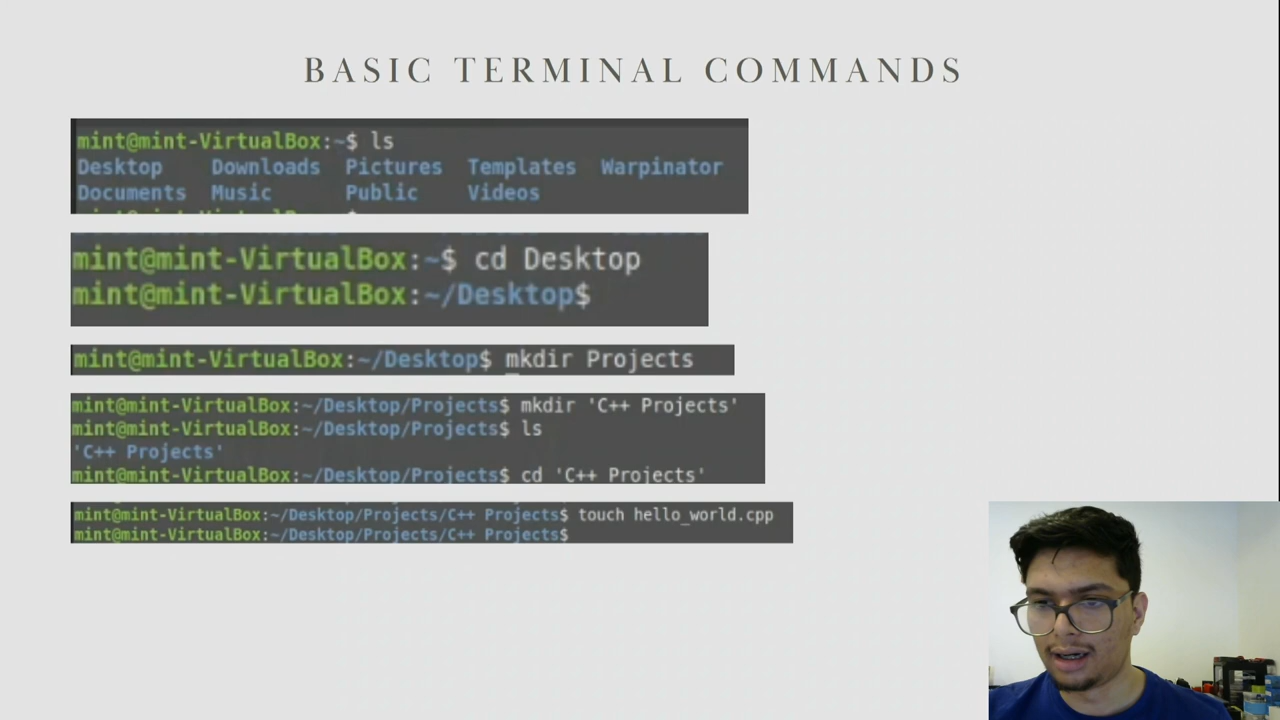 BASIC TERMINAL COMMANDS
mint@mint-VirtualBox:~$ ls
Desktop Downloads Pictures Templates Warpinator
Documents Music Public Videos
mint@mint-VirtualBox:~$ cd Desktop
mint@mint-VirtualBox:~/Desktop$
mint@mint-VirtualBox:~/Desktop$ mkdir Projects
mint@mint-VirtualBox:~/Desktop/Projects$ mkdir 'C++ Projects'
mint@mint-VirtualBox:~/Desktop/Projects$ ls
'C++ Projects'
mint@mint-VirtualBox:~/Desktop/Projects$ cd 'C++ Projects'
mint@mint-VirtualBox:~/Desktop/Projects/C++ Projects$ touch hello_world.cpp
mint@mint-VirtualBox:~/Desktop/Projects/C++ Projects$